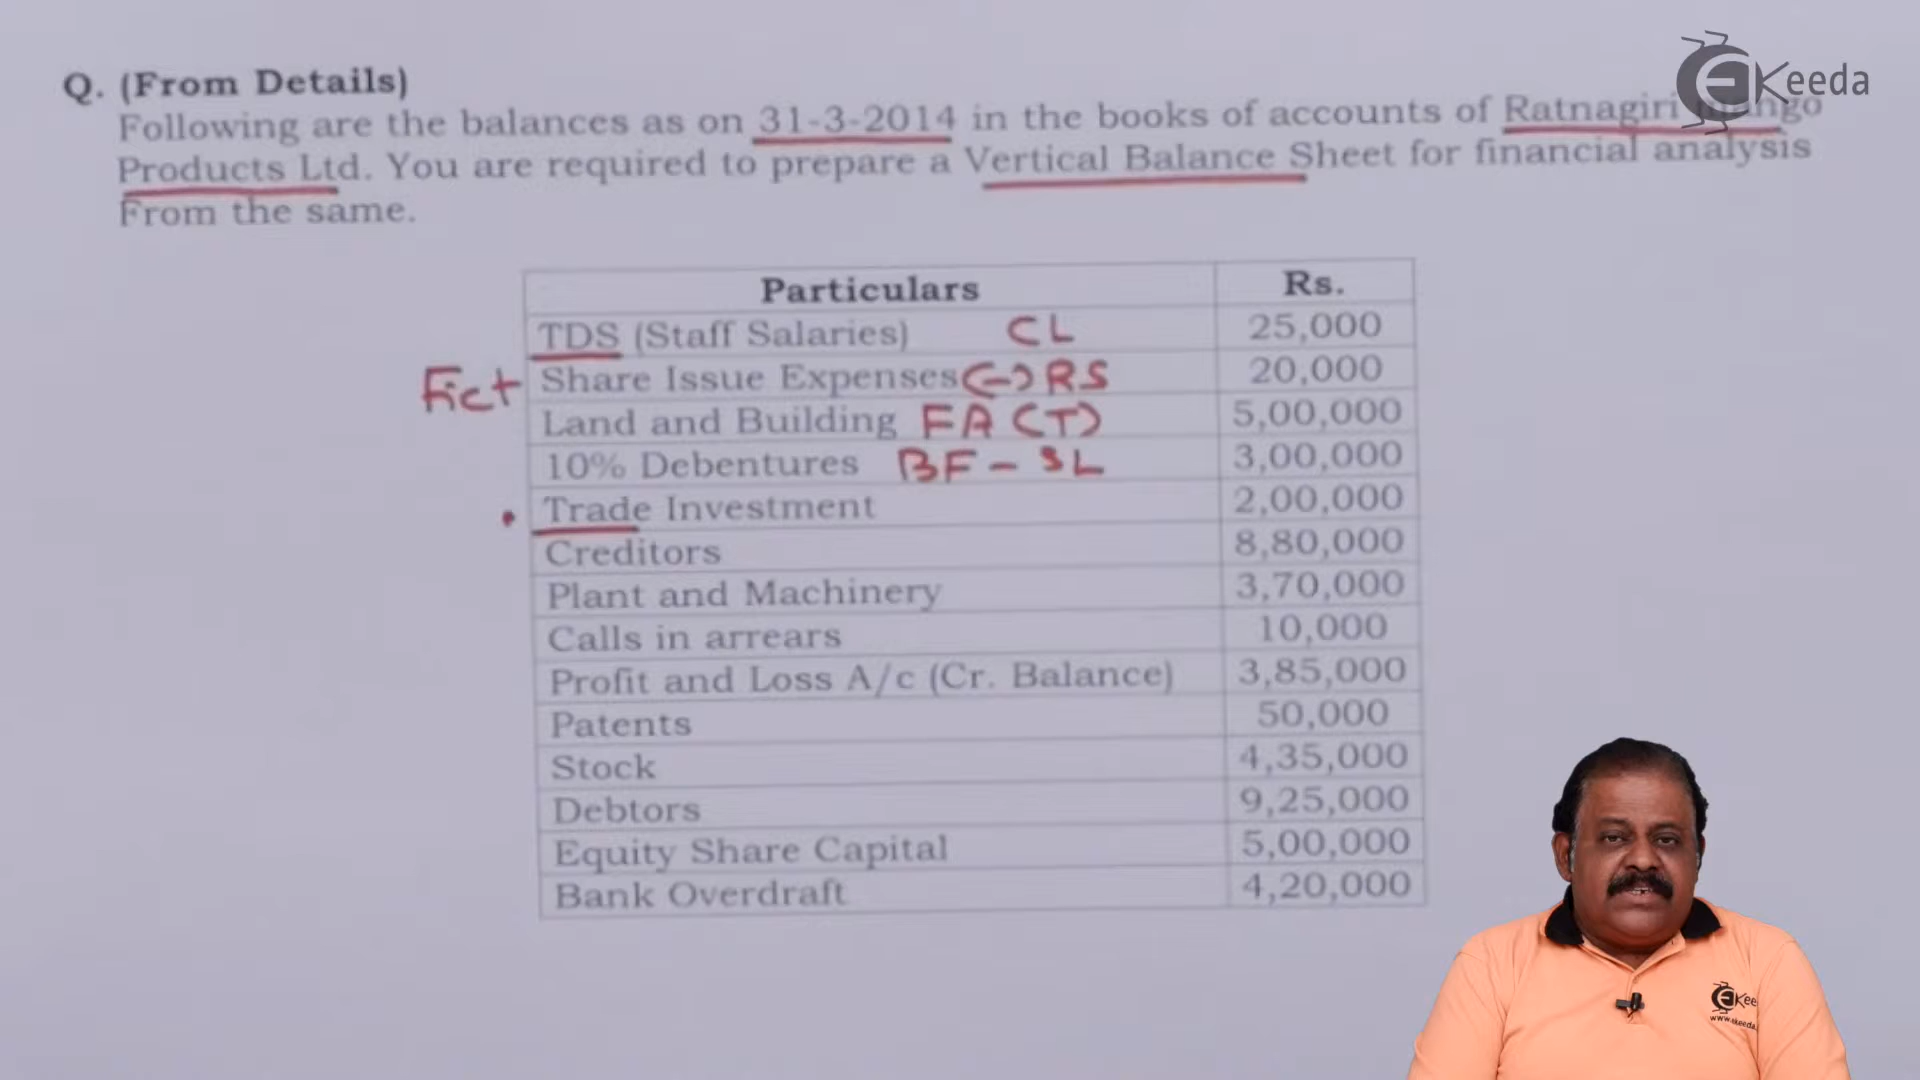 EKeeda
Q. (From Details)
Following are the balances as on 31-3-2014 in the books of accounts of Ratnagiri mango
Products Ltd. You are required to prepare a Vertical Balance Sheet for financial analysis
From the same.
Particulars Rs.
TDS (Staff Salaries) CL 25,000
Fict Share Issue Expenses (-) RS 20,000
Land and Building FA (T) 5,00,000
10% Debentures BF - SL 3,00,000
Trade Investment 2,00,000
Creditors 8,80,000
Plant and Machinery 3,70,000
Calls in arrears 10,000
Profit and Loss A/c (Cr. Balance) 3,85,000
Patents 50,000
Stock 4,35,000
Debtors 9,25,000
Equity Share Capital 5,00,000
Bank Overdraft 4,20,000